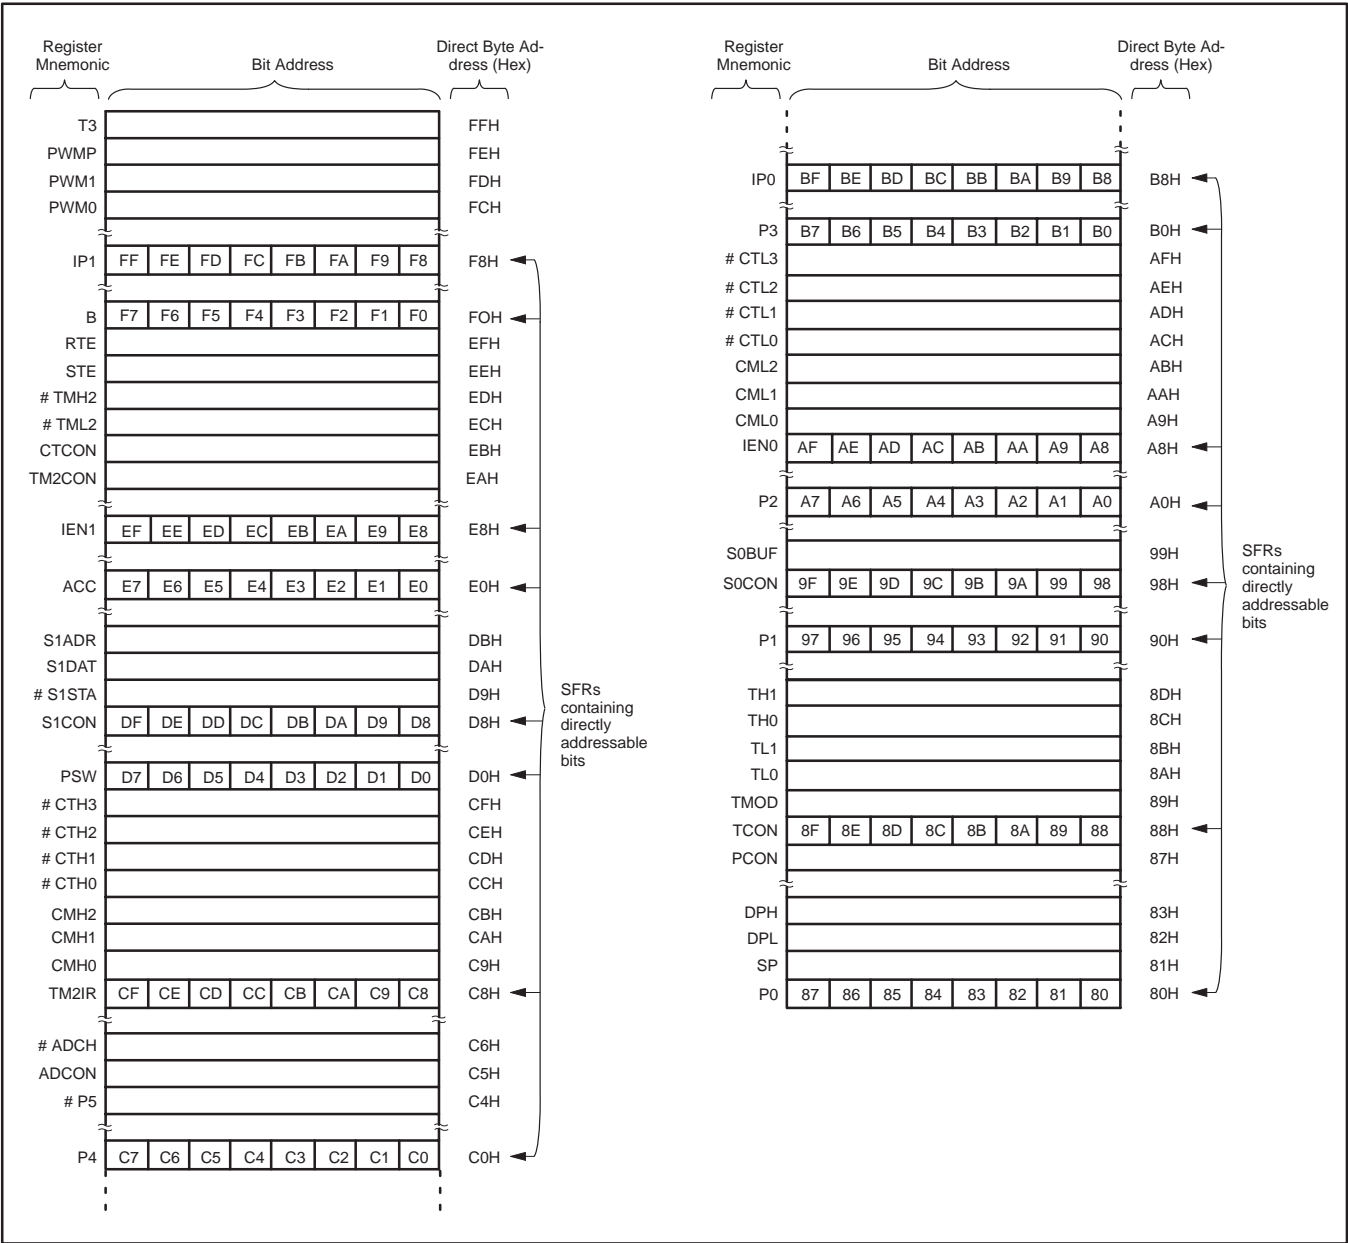 Register
Mnemonic
Bit Address
Direct Byte Ad-
dress (Hex)
T3 FFH
PWMP FEH
PWM1 FDH
PWM0 FCH
IP1 FF FE FD FC FB FA F9 F8 F8H
B F7 F6 F5 F4 F3 F2 F1 F0 FOH
RTE EFH
STE EEH
# TMH2 EDH
# TML2 ECH
CTCON EBH
TM2CON EAH
IEN1 EF EE ED EC EB EA E9 E8 E8H
ACC E7 E6 E5 E4 E3 E2 E1 E0 E0H
S1ADR DBH
S1DAT DAH
# S1STA D9H
S1CON DF DE DD DC DB DA D9 D8 D8H
PSW D7 D6 D5 D4 D3 D2 D1 D0 D0H
# CTH3 CFH
# CTH2 CEH
# CTH1 CDH
# CTH0 CCH
CMH2 CBH
CMH1 CAH
CMH0 C9H
TM2IR CF CE CD CC CB CA C9 C8 C8H
# ADCH C6H
ADCON C5H
# P5 C4H
P4 C7 C6 C5 C4 C3 C2 C1 C0 C0H
SFRs
containing
directly
addressable
bits
Register
Mnemonic
Bit Address
Direct Byte Ad-
dress (Hex)
IP0 BF BE BD BC BB BA B9 B8 B8H
P3 B7 B6 B5 B4 B3 B2 B1 B0 B0H
# CTL3 AFH
# CTL2 AEH
# CTL1 ADH
# CTL0 ACH
CML2 ABH
CML1 AAH
CML0 A9H
IEN0 AF AE AD AC AB AA A9 A8 A8H
P2 A7 A6 A5 A4 A3 A2 A1 A0 A0H
S0BUF 99H
S0CON 9F 9E 9D 9C 9B 9A 99 98 98H
P1 97 96 95 94 93 92 91 90 90H
TH1 8DH
TH0 8CH
TL1 8BH
TL0 8AH
TMOD 89H
TCON 8F 8E 8D 8C 8B 8A 89 88 88H
PCON 87H
DPH 83H
DPL 82H
SP 81H
P0 87 86 85 84 83 82 81 80 80H
SFRs
containing
directly
addressable
bits